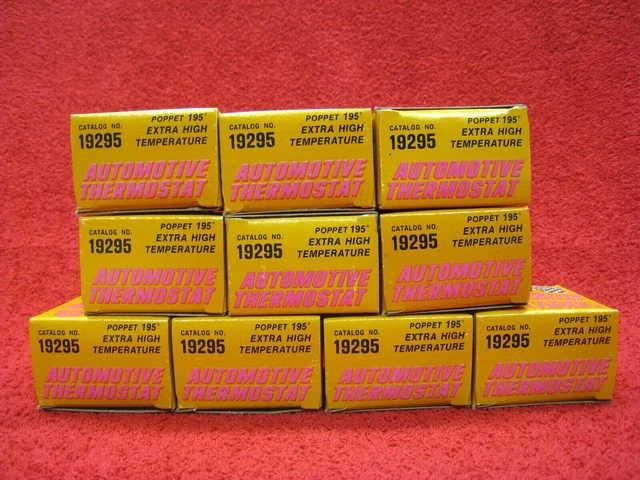 POPPET 195°
CATALOG NO. EXTRA HIGH
19295 TEMPERATURE
AUTOMOTIVE
THERMOSTAT
POPPET 195°
CATALOG NO. EXTRA HIGH
19295 TEMPERATURE
AUTOMOTIVE
THERMOSTAT
POPPET 195°
CATALOG NO. EXTRA HIGH
19295 TEMPERATURE
AUTOMOTIVE
THERMOSTAT
POPPET 195°
CATALOG NO. EXTRA HIGH
19295 TEMPERATURE
AUTOMOTIVE
THERMOSTAT
POPPET 195°
CATALOG NO. EXTRA HIGH
19295 TEMPERATURE
AUTOMOTIVE
THERMOSTAT
POPPET 195°
CATALOG NO. EXTRA HIGH
19295 TEMPERATURE
AUTOMOTIVE
THERMOSTAT
POPPET 195°
CATALOG NO. EXTRA HIGH
19295 TEMPERATURE
AUTOMOTIVE
THERMOSTAT
POPPET 195°
CATALOG NO. EXTRA HIGH
19295 TEMPERATURE
AUTOMOTIVE
THERMOSTAT
POPPET 195°
CATALOG NO. EXTRA HIGH
19295 TEMPERATURE
AUTOMOTIVE
THERMOSTAT
POPPET 195°
CATALOG NO. EXTRA HIGH
19295 TEMPERATURE
AUTOMOTIVE
THERMOSTAT